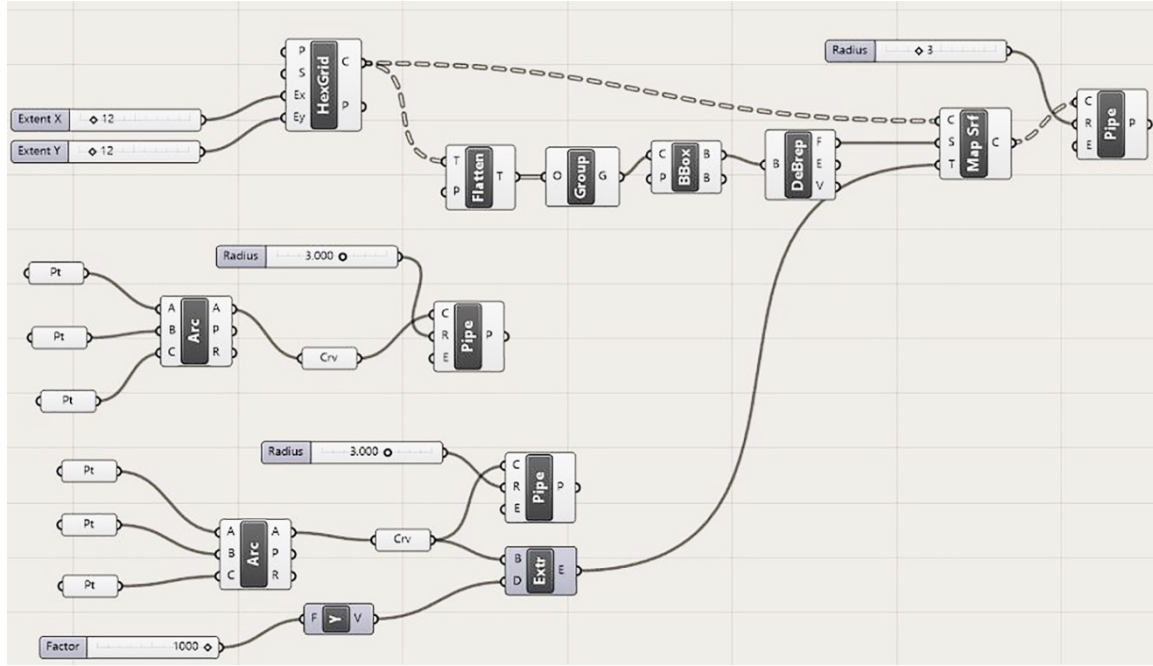 P
S
Ex
Ey
HexGrid
C
P
Extent X 12
Extent Y 12
Radius 3
C
R
E
Pipe
P
C
S
T
Map Srf
C
T
P
Flatten
T
O
Group
G
C
P
BBox
B
B
B
DeBrep
F
E
V
Radius 3.000
Pt
Pt
Pt
A
B
C
Arc
A
P
R
Crv
C
R
E
Pipe
P
Radius 3.000
Pt
Pt
Pt
A
B
C
Arc
A
P
R
Crv
C
R
E
Pipe
P
B
D
Extr
E
F
Y
V
Factor 1000